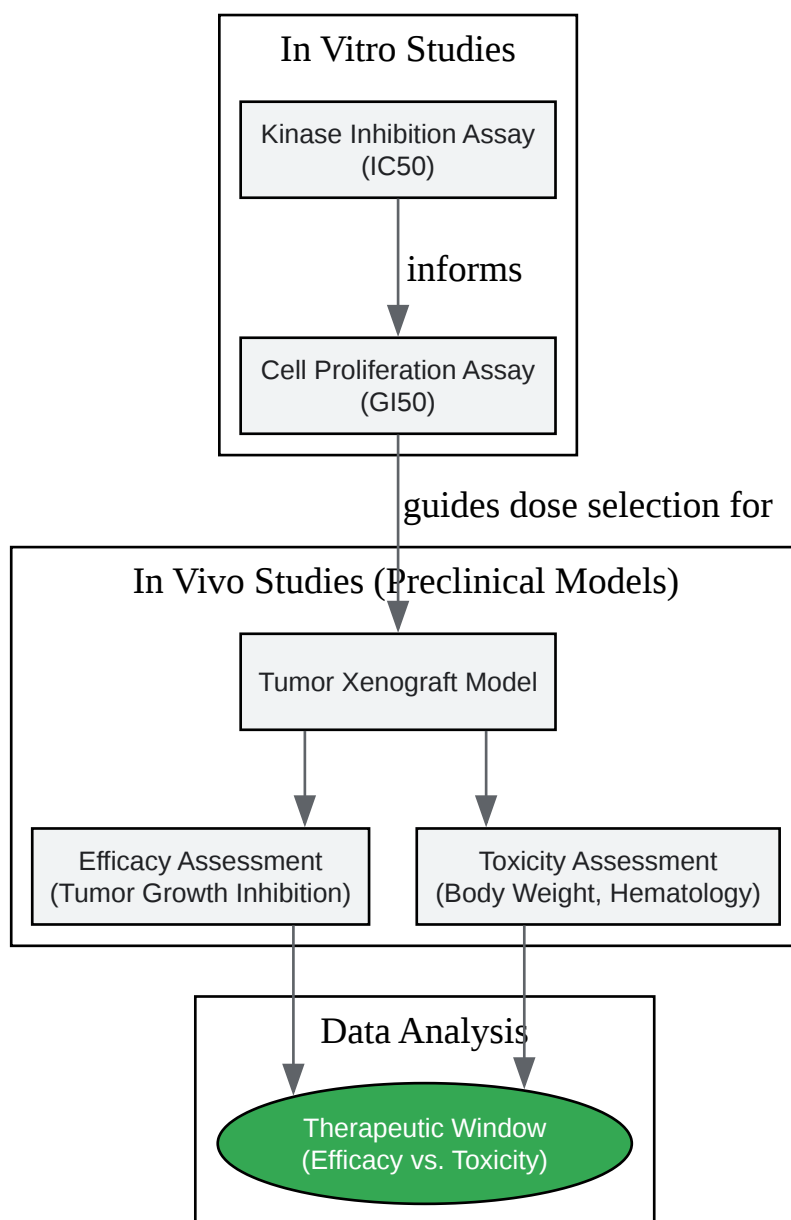 In Vitro Studies
Kinase Inhibition Assay
(IC50)
informs
Cell Proliferation Assay
(GI50)
guides dose selection for
In Vivo Studies (Preclinical Models)
Tumor Xenograft Model
Efficacy Assessment
(Tumor Growth Inhibition)
Toxicity Assessment
(Body Weight, Hematology)
Data Analysis
Therapeutic Window
(Efficacy vs. Toxicity)